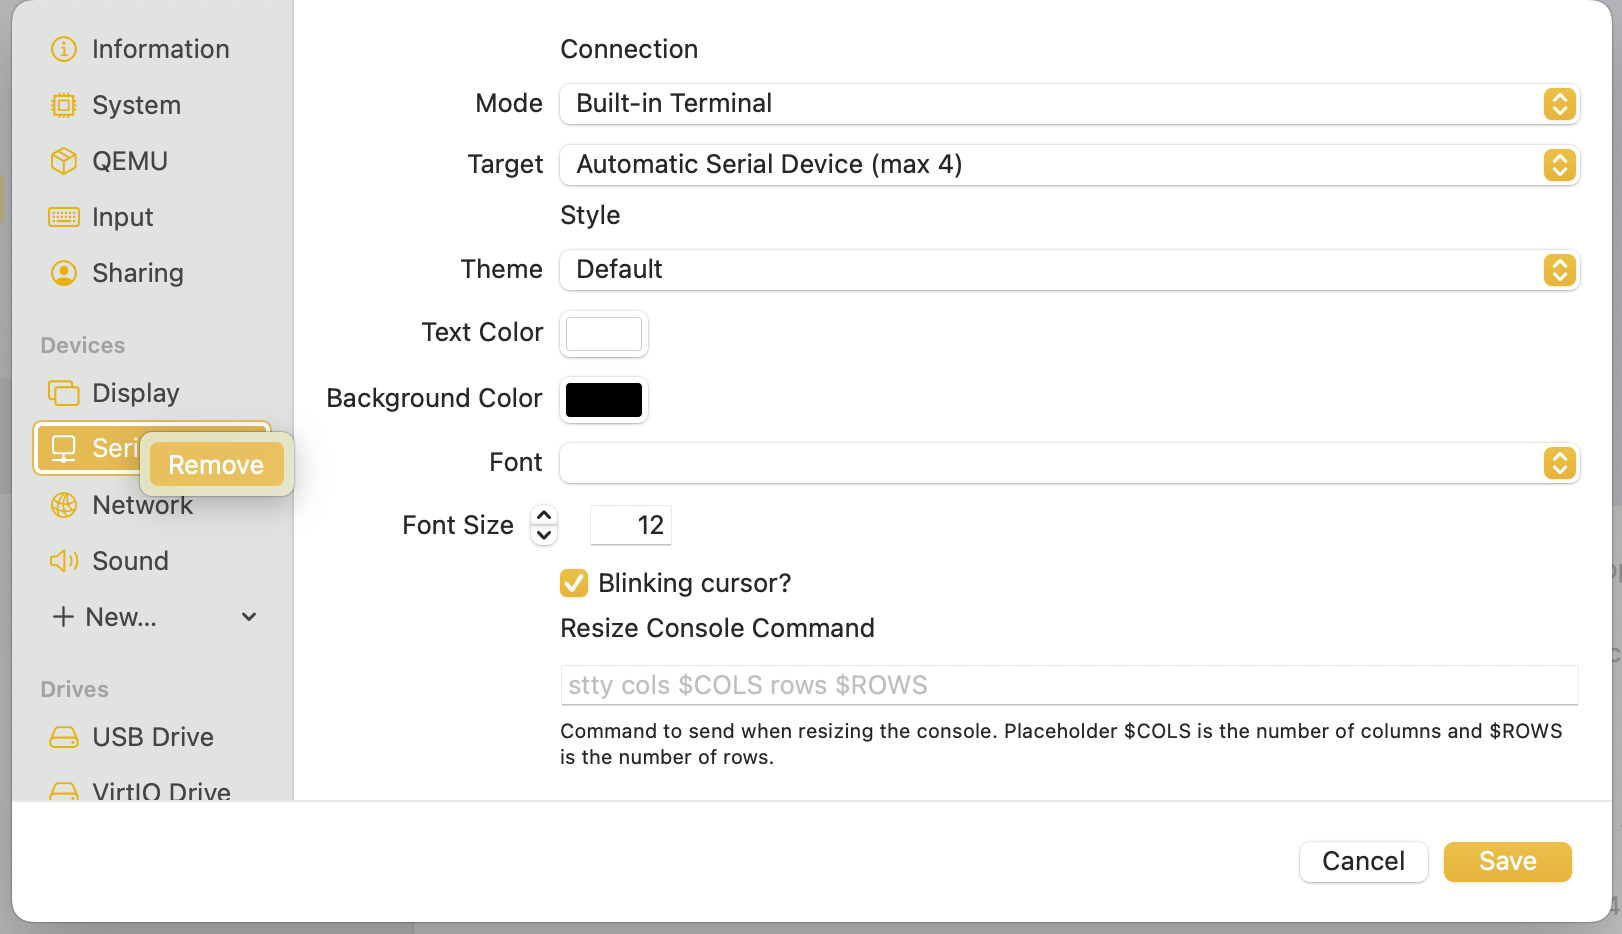 Information
System
QEMU
Input
Sharing
Devices
Display
Seri
Remove
Network
Sound
New...
Drives
USB Drive
VirtIO Drive
Connection
Mode Built-in Terminal
Target Automatic Serial Device (max 4)
Style
Theme Default
Text Color
Background Color
Font
Font Size 12
Blinking cursor?
Resize Console Command
stty cols $COLS rows $ROWS
Command to send when resizing the console. Placeholder $COLS is the number of columns and $ROWS
is the number of rows.
Cancel Save